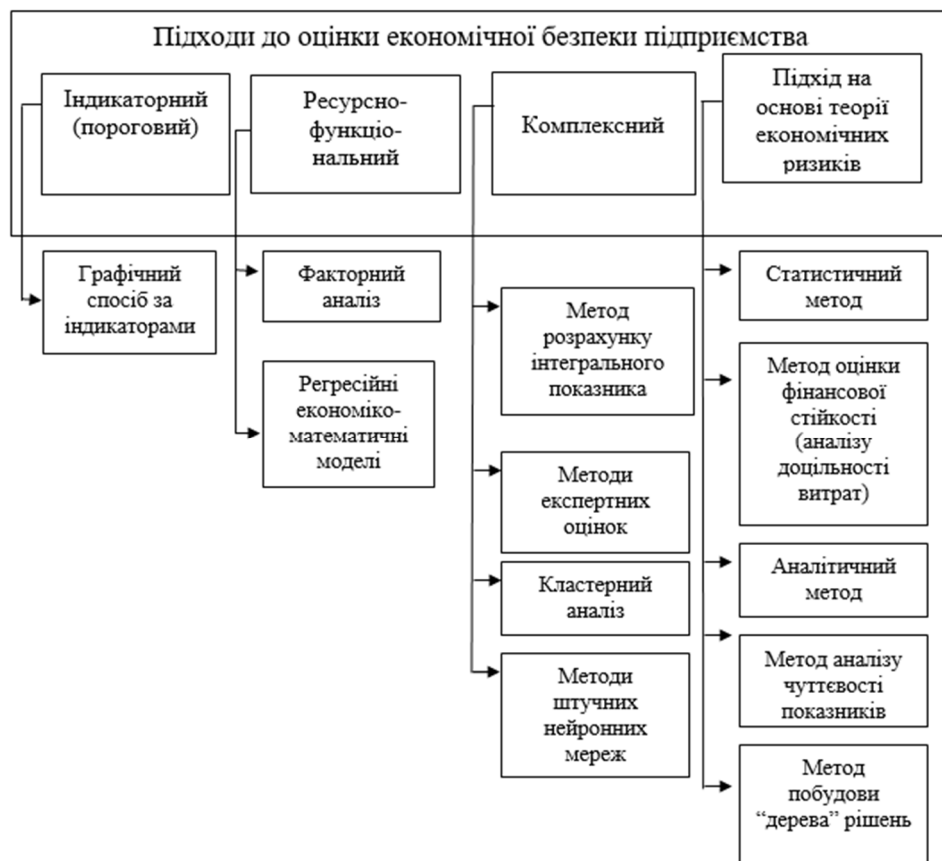 Підходи до оцінки економічної безпеки підприємства
Індикаторний
(пороговий)
Графічний
спосіб за
індикаторами
Ресурсно-
функціо-
нальний
Факторний
аналіз
Регресійні
економіко-
математичні
моделі
Комплексний
Метод
розрахунку
інтегрального
показника
Методи
експертних
оцінок
Кластерний
аналіз
Методи
штучних
нейронних
мереж
Підхід на
основі теорії
економічних
ризиків
Статистичний
метод
Метод оцінки
фінансової
стійкості
(аналізу
доцільності
витрат)
Аналітичний
метод
Метод аналізу
чуттєвості
показників
Метод
побудови
“дерева” рішень